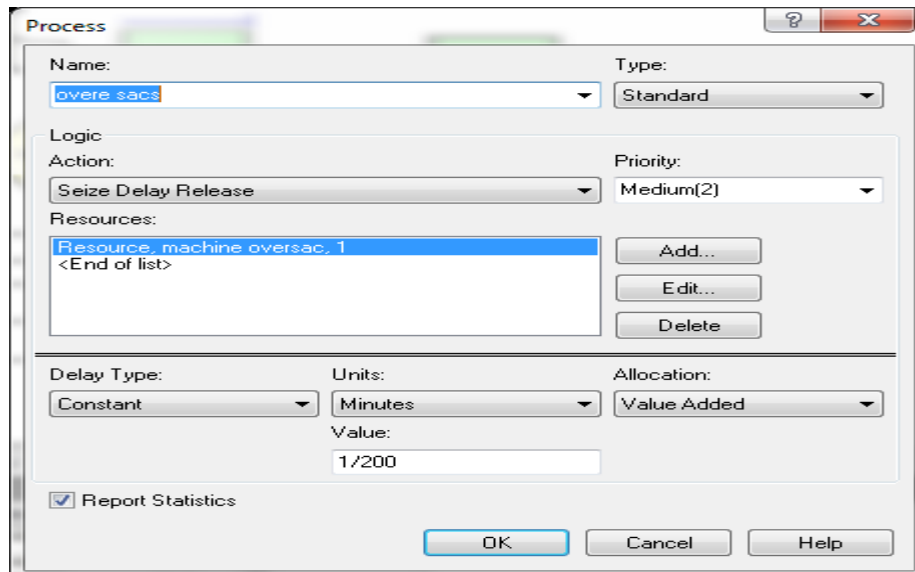 Process
Name: Type:
overe sacs Standard
Logic
Action: Priority:
Seize Delay Release Medium(2)
Resources:
Resource, machine oversac, 1
<End of list>
Add...
Edit...
Delete
Delay Type: Units: Allocation:
Constant Minutes Value Added
Value:
1/200
Report Statistics
OK Cancel Help